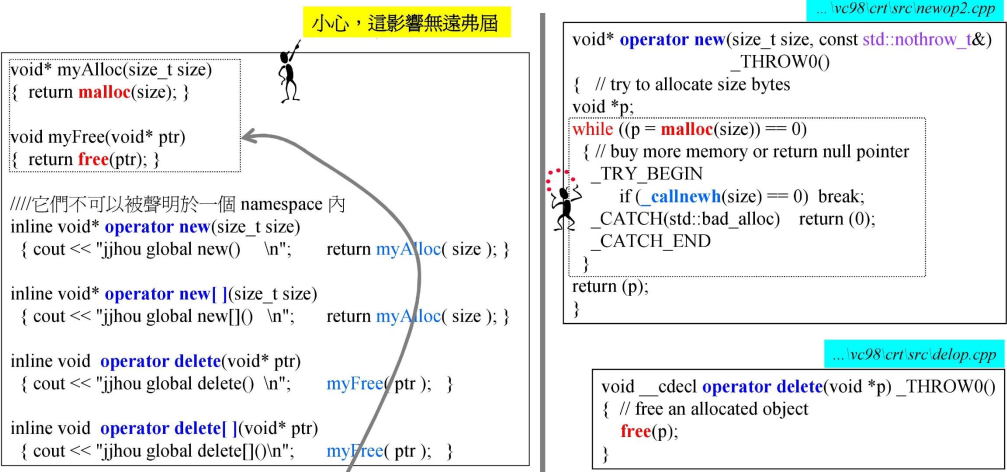 小心，這影響無遠弗屆
void* myAlloc(size_t size)
{ return malloc(size); }
void myFree(void* ptr)
{ return free(ptr); }
////它們不可以被聲明於一個 namespace 內
inline void* operator new(size_t size)
{ cout << "jjhou global new() \n"; return myAlloc( size ); }
inline void* operator new[ ](size_t size)
{ cout << "jjhou global new[]() \n"; return myAlloc( size ); }
inline void operator delete(void* ptr)
{ cout << "jjhou global delete() \n"; myFree( ptr ); }
inline void operator delete[ ](void* ptr)
{ cout << "jjhou global delete[]()\n"; myFree( ptr ); }
...\vc98\crt\src\newop2.cpp
void* operator new(size_t size, const std::nothrow_t&)
_THROW0()
{ // try to allocate size bytes
void *p;
while ((p = malloc(size)) == 0)
{ // buy more memory or return null pointer
_TRY_BEGIN
if (_callnewh(size) == 0) break;
_CATCH(std::bad_alloc) return (0);
_CATCH_END
}
return (p);
}
...\vc98\crt\src\delop.cpp
void __cdecl operator delete(void *p) _THROW0()
{ // free an allocated object
free(p);
}